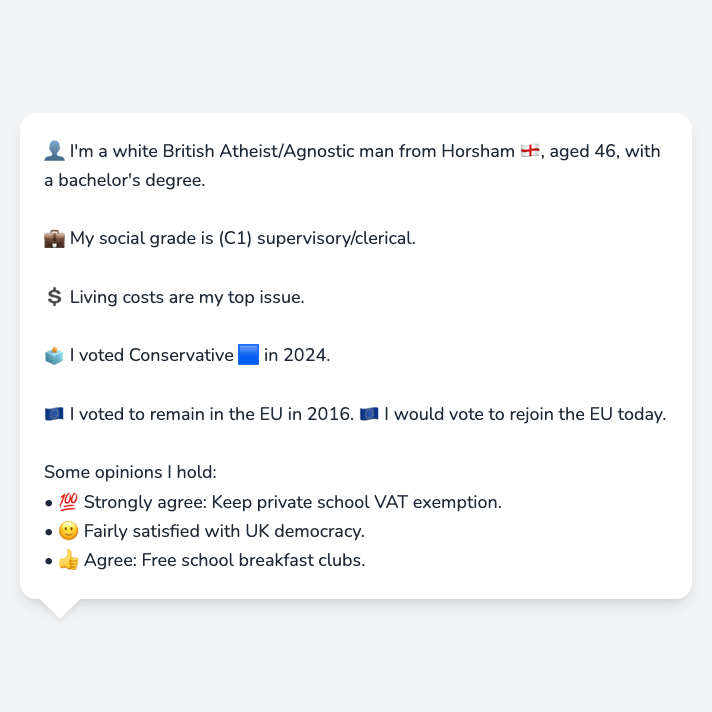 👤 I'm a white British Atheist/Agnostic man from Horsham 🏴󠁧󠁢󠁥󠁮󠁧󠁿, aged 46, with
a bachelor's degree.
💼 My social grade is (C1) supervisory/clerical.
💲 Living costs are my top issue.
🗳️ I voted Conservative 🟦 in 2024.
🇪🇺 I voted to remain in the EU in 2016. 🇪🇺 I would vote to rejoin the EU today.
Some opinions I hold:
• 💯 Strongly agree: Keep private school VAT exemption.
• 🙂 Fairly satisfied with UK democracy.
• 👍 Agree: Free school breakfast clubs.